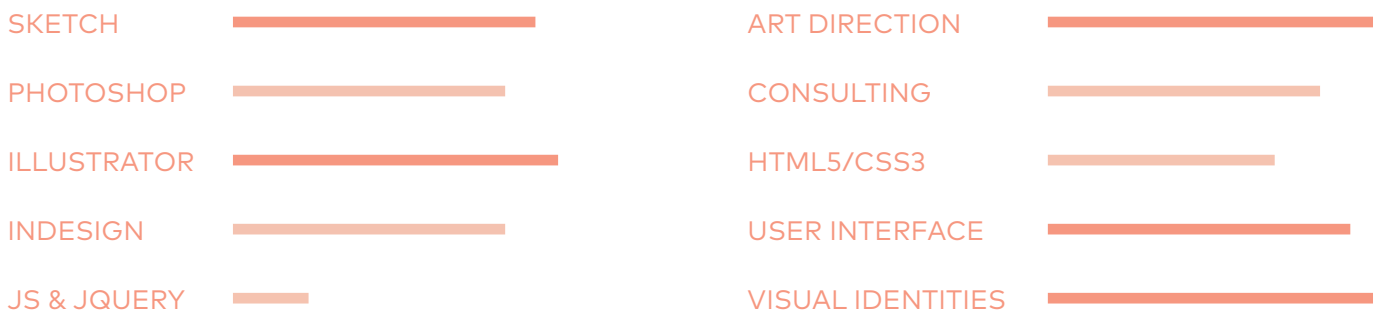 SKETCH
PHOTOSHOP
ILLUSTRATOR
INDESIGN
JS & JQUERY
ART DIRECTION
CONSULTING
HTML5/CSS3
USER INTERFACE
VISUAL IDENTITIES